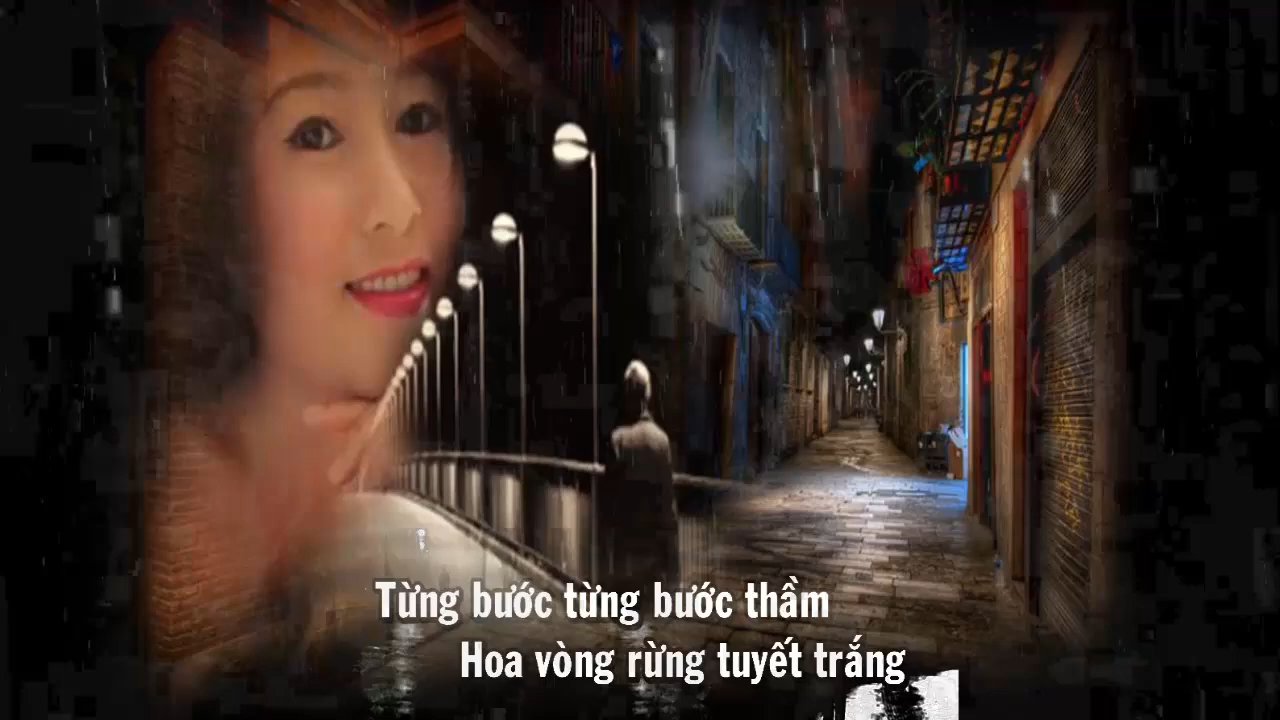 Từng bước từng bước thầm
Hoa vòng rừng tuyết trắng